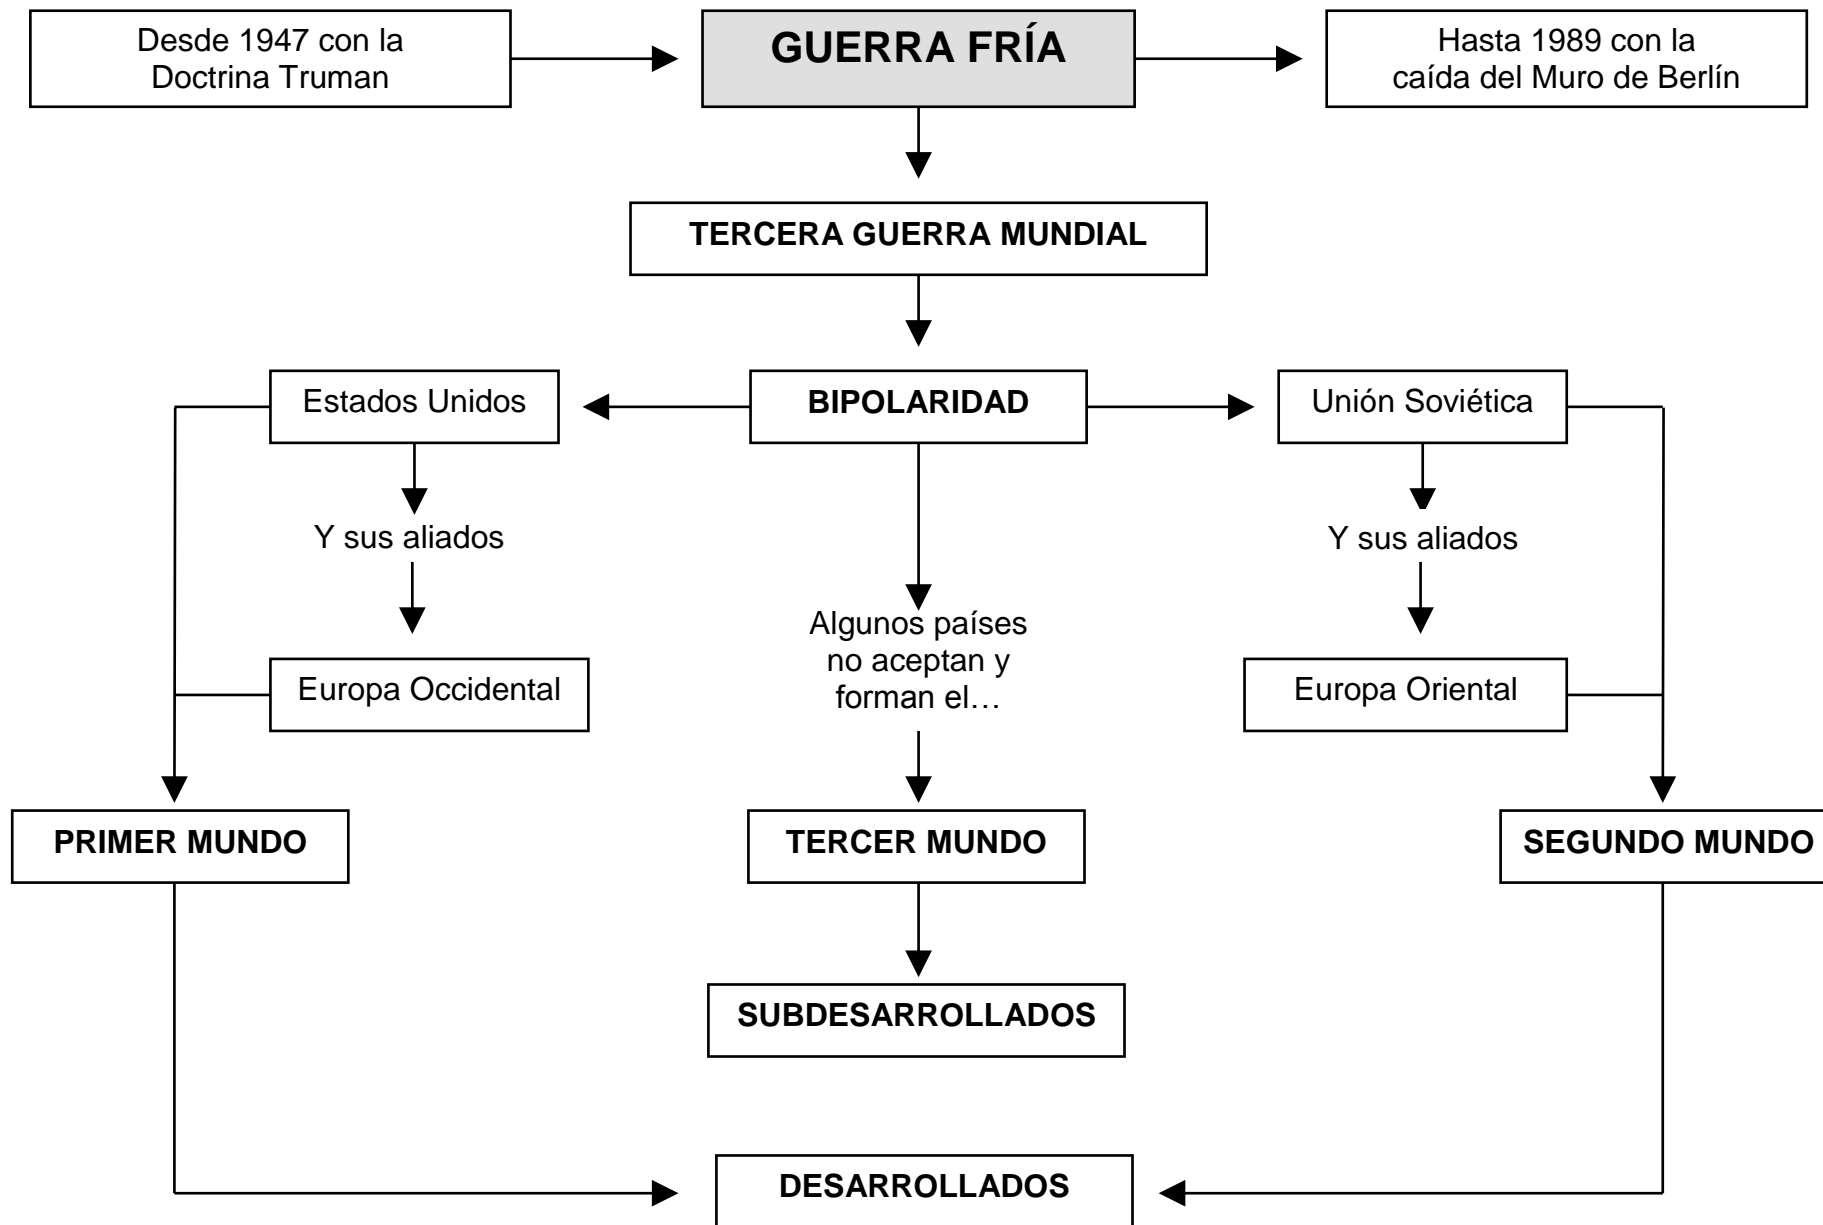 Desde 1947 con la
Doctrina Truman
GUERRA FRÍA
Hasta 1989 con la
caída del Muro de Berlín
TERCERA GUERRA MUNDIAL
Estados Unidos
BIPOLARIDAD
Unión Soviética
Y sus aliados
Y sus aliados
Algunos países
no aceptan y
forman el…
Europa Occidental
Europa Oriental
PRIMER MUNDO
TERCER MUNDO
SEGUNDO MUNDO
SUBDESARROLLADOS
DESARROLLADOS